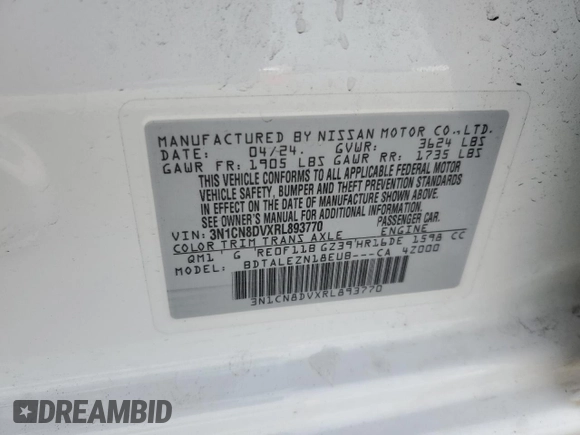 MANUFACTURED BY NISSAN MOTOR CO.,LTD.
DATE: 04/24. GVWR: 3624 LBS
GAWR FR: 1905 LBS GAWR RR: 1735 LBS
THIS VEHICLE CONFORMS TO ALL APPLICABLE FEDERAL MOTOR
VEHICLE SAFETY, BUMPER AND THEFT PREVENTION STANDARDS
IN EFFECT ON THE DATE OF MANUFACTURE SHOWN ABOVE.
SEE OWNER'S MANUAL FOR ADDITIONAL INFORMATION.
VIN: 3N1CN8DVXRL893770 PASSENGER CAR.
COLOR TRIM TRANS AXLE ENGINE
QM1 G RE0F11B GZ39 HR16DE 1598 CC
MODEL: BDTALEZN18EUB---CA 42000
3N1CN8DVXRL893770
DREAMBID